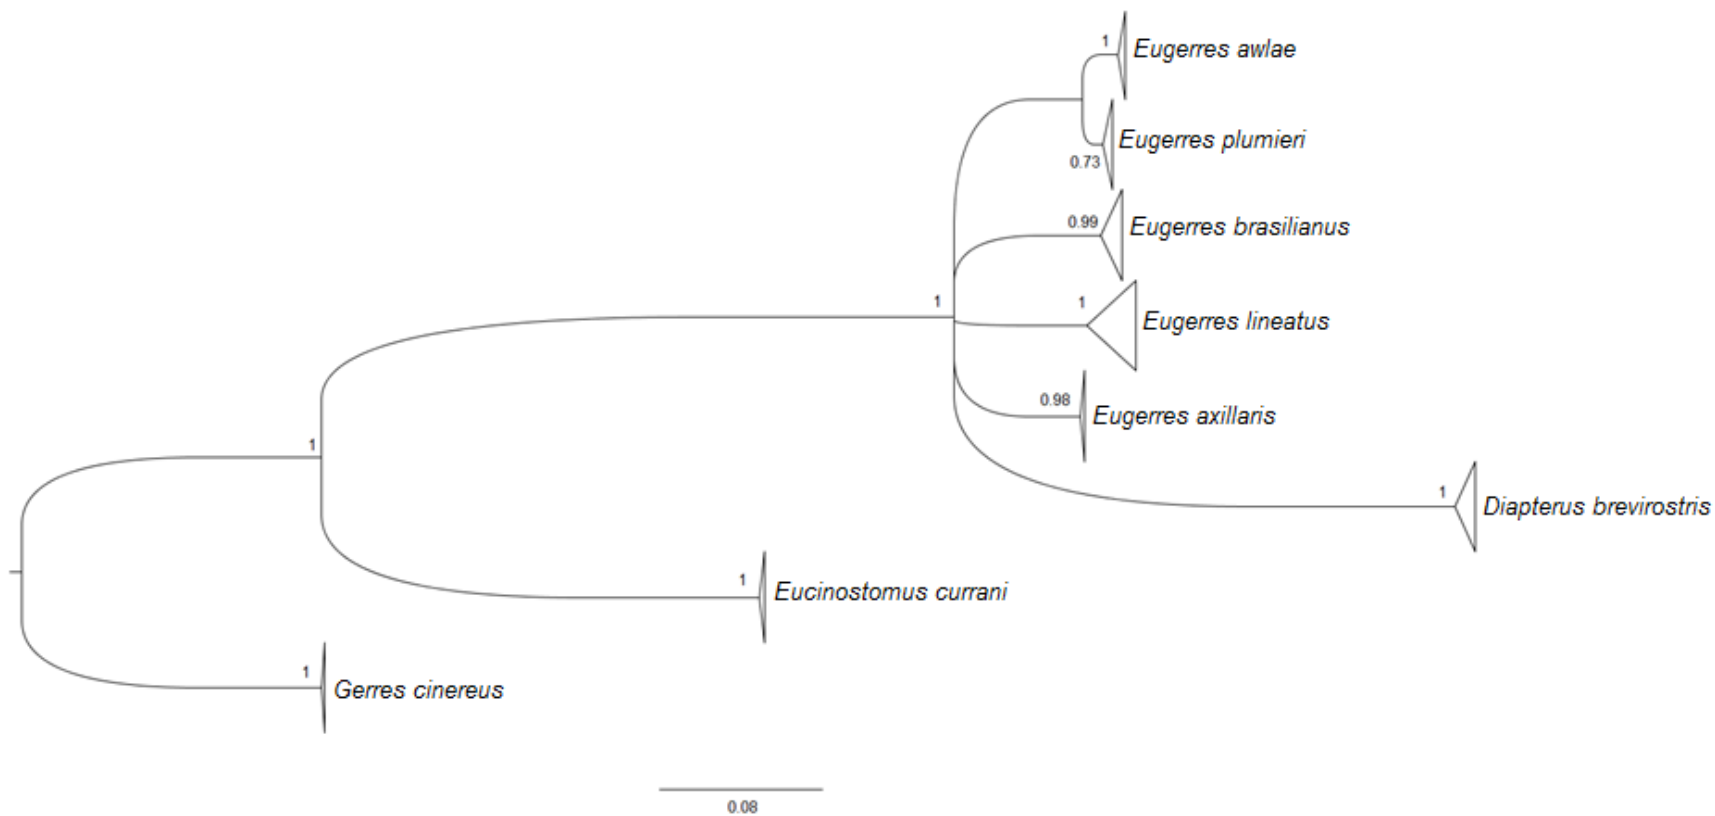 1
Eugerres awlae
Eugerres plumieri
0.73
0.99
Eugerres brasilianus
1
1
Eugerres lineatus
0.98
Eugerres axillaris
1
1
Diapterus brevirostris
1
Eucinostomus currani
1
Gerres cinereus
0.08